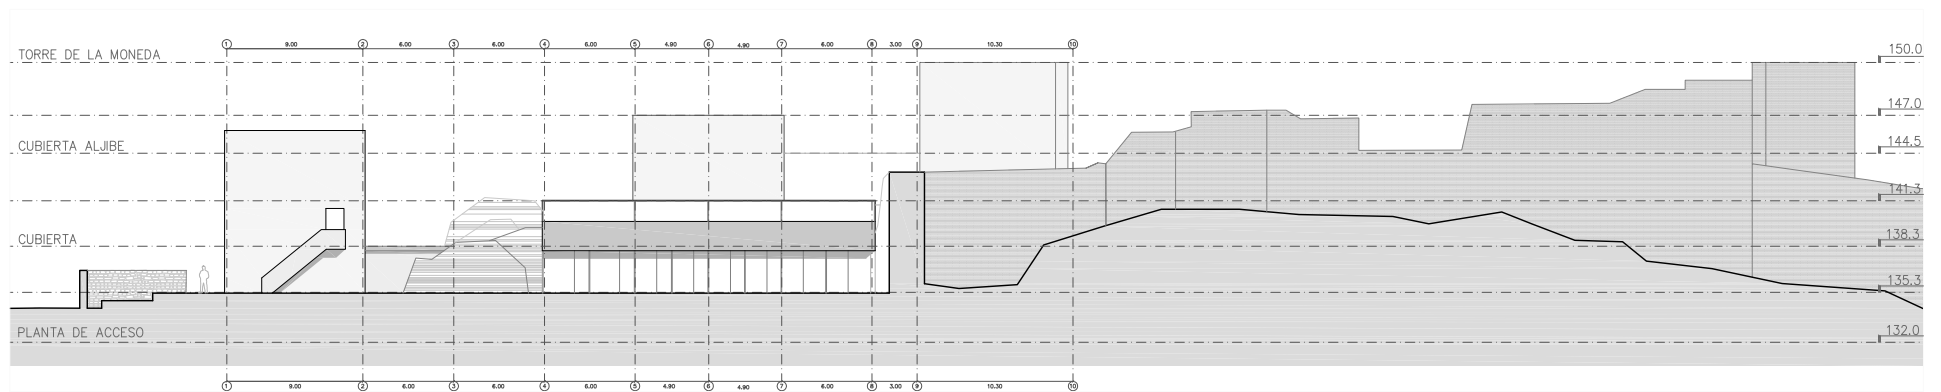 1 9.00 2 6.00 3 6.00 4 6.00 5 4.90 6 4.90 7 6.00 8 3.00 9 10.30 10
150.0
TORRE DE LA MONEDA
147.0
144.5
CUBIERTA ALJIBE
141.3
138.3
CUBIERTA
135.3
132.0
PLANTA DE ACCESO
1 9.00 2 6.00 3 6.00 4 6.00 5 4.90 6 4.90 7 6.00 8 3.00 9 10.30 10